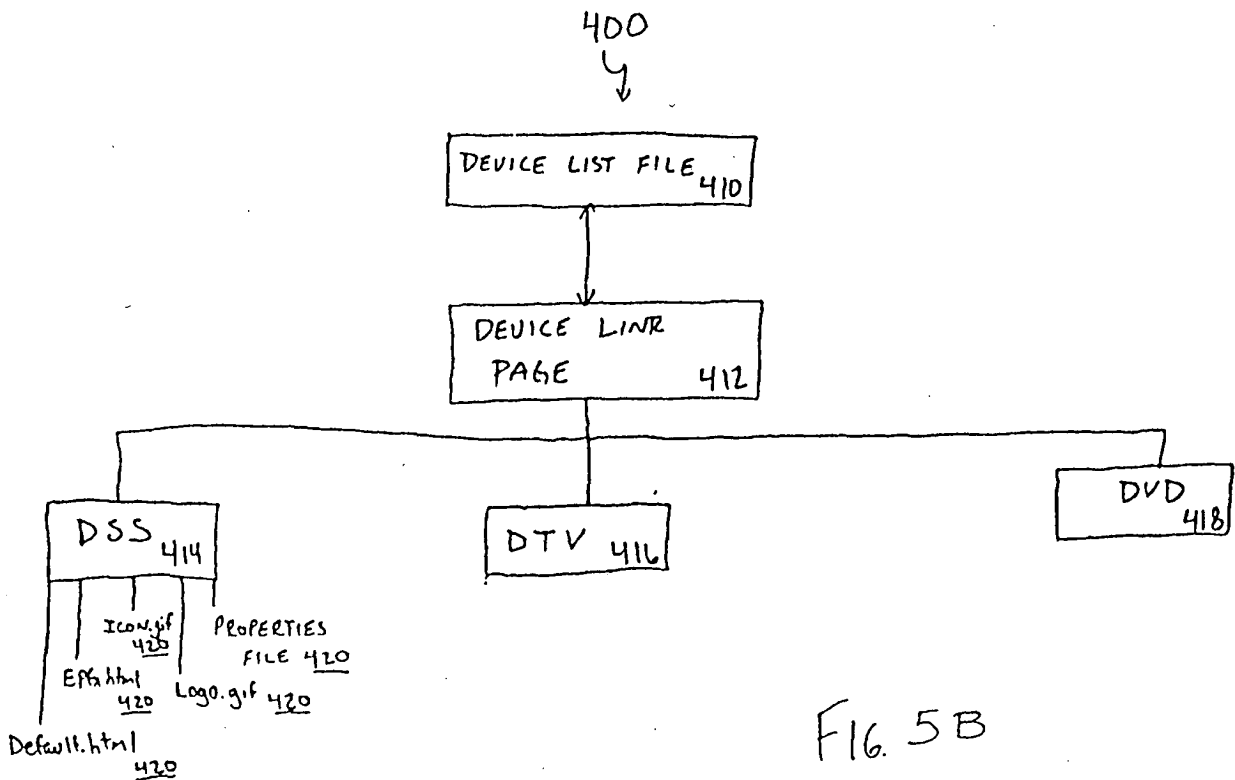 400
DEVICE LIST FILE
410
DEVICE LINK
PAGE 412
DSS 414
DTV 416
DVD
418
Icon.gif
420
PROPERTIES
FILE 420
EPG.html
420
Logo.gif 420
Default.html
420
FIG. 5B